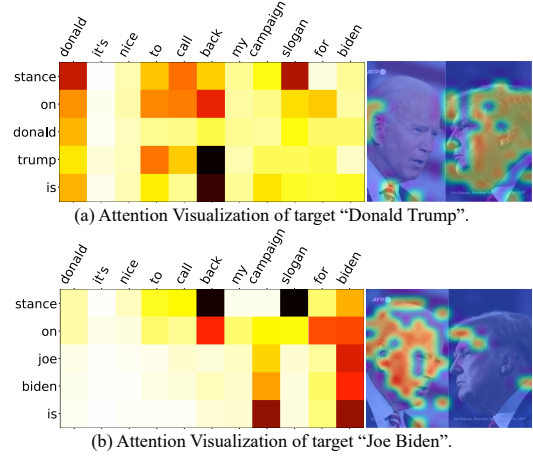 donald it's nice to call back my campaign slogan for biden
stance
on
donald
trump
is
AFP
(a) Attention Visualization of target “Donald Trump”.
donald it's nice to call back my campaign slogan for biden
stance
on
joe
biden
is
AFP
(b) Attention Visualization of target “Joe Biden”.